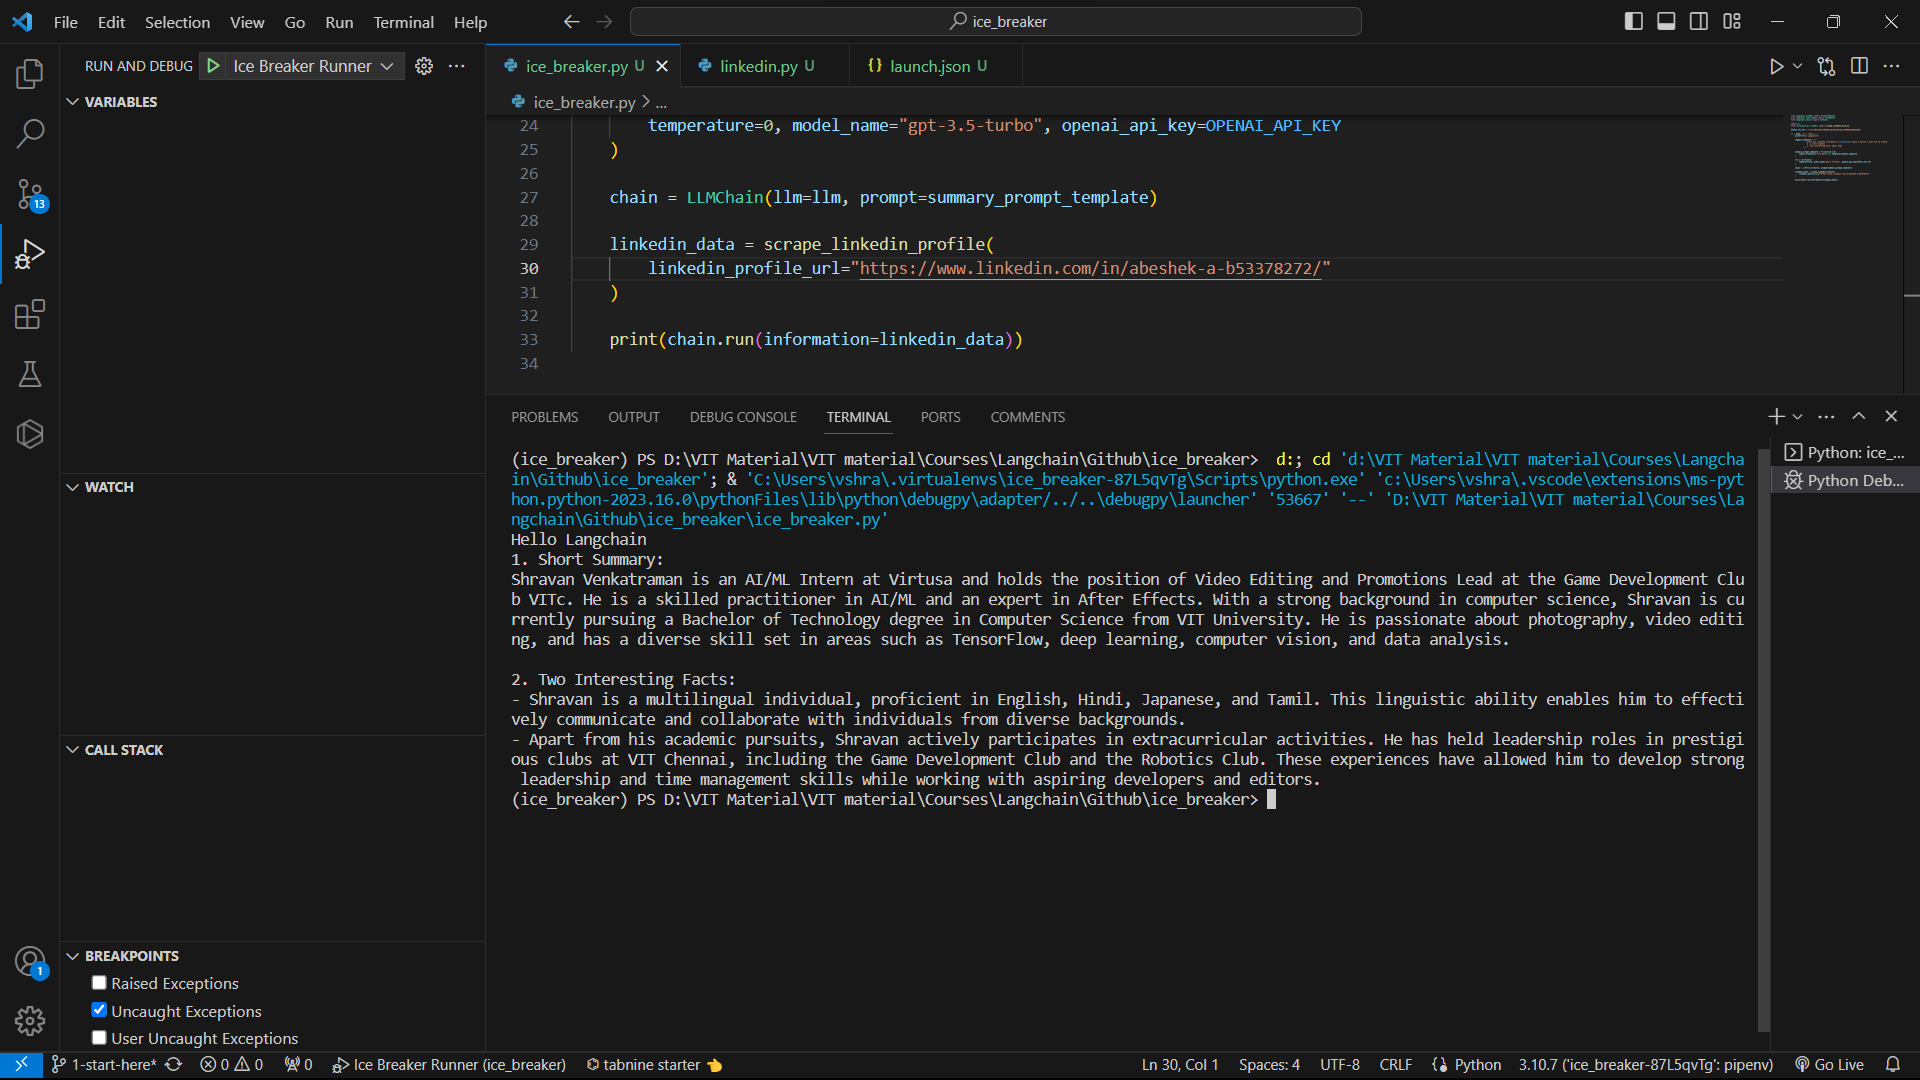 File Edit Selection View Go Run Terminal Help
ice_breaker
RUN AND DEBUG Ice Breaker Runner
ice_breaker.py U
linkedin.py U
{} launch.json U
VARIABLES
ice_breaker.py > ...
24 temperature=0, model_name="gpt-3.5-turbo", openai_api_key=OPENAI_API_KEY
25 )
26
27 chain = LLMChain(llm=llm, prompt=summary_prompt_template)
28
29 linkedin_data = scrape_linkedin_profile(
30 linkedin_profile_url="https://www.linkedin.com/in/abeshek-a-b53378272/"
31 )
32
33 print(chain.run(information=linkedin_data))
34
13
PROBLEMS OUTPUT DEBUG CONSOLE TERMINAL PORTS COMMENTS
Python: ice_...
Python Deb...
(ice_breaker) PS D:\VIT Material\VIT material\Courses\Langchain\Github\ice_breaker>  d:; cd 'd:\VIT Material\VIT material\Courses\Langcha
in\Github\ice_breaker'; & 'C:\Users\vshra\.virtualenvs\ice_breaker-87L5qvTg\Scripts\python.exe' 'c:\Users\vshra\.vscode\extensions\ms-pyt
hon.python-2023.16.0\pythonFiles\lib\python\debugpy\adapter/../..\debugpy\launcher' '53667' '--' 'D:\VIT Material\VIT material\Courses\La
ngchain\Github\ice_breaker\ice_breaker.py'
Hello Langchain
1. Short Summary:
Shravan Venkatraman is an AI/ML Intern at Virtusa and holds the position of Video Editing and Promotions Lead at the Game Development Clu
b VITc. He is a skilled practitioner in AI/ML and an expert in After Effects. With a strong background in computer science, Shravan is cu
rrently pursuing a Bachelor of Technology degree in Computer Science from VIT University. He is passionate about photography, video editi
ng, and has a diverse skill set in areas such as TensorFlow, deep learning, computer vision, and data analysis.
2. Two Interesting Facts:
- Shravan is a multilingual individual, proficient in English, Hindi, Japanese, and Tamil. This linguistic ability enables him to effecti
vely communicate and collaborate with individuals from diverse backgrounds.
- Apart from his academic pursuits, Shravan actively participates in extracurricular activities. He has held leadership roles in prestigi
ous clubs at VIT Chennai, including the Game Development Club and the Robotics Club. These experiences have allowed him to develop strong
leadership and time management skills while working with aspiring developers and editors.
(ice_breaker) PS D:\VIT Material\VIT material\Courses\Langchain\Github\ice_breaker>
WATCH
CALL STACK
BREAKPOINTS
Raised Exceptions
Uncaught Exceptions
User Uncaught Exceptions
1
1-start-here* 0 0 0 Ice Breaker Runner (ice_breaker) tabnine starter Ln 30, Col 1 Spaces: 4 UTF-8 CRLF Python 3.10.7 ('ice_breaker-87L5qvTg': pipenv) Go Live